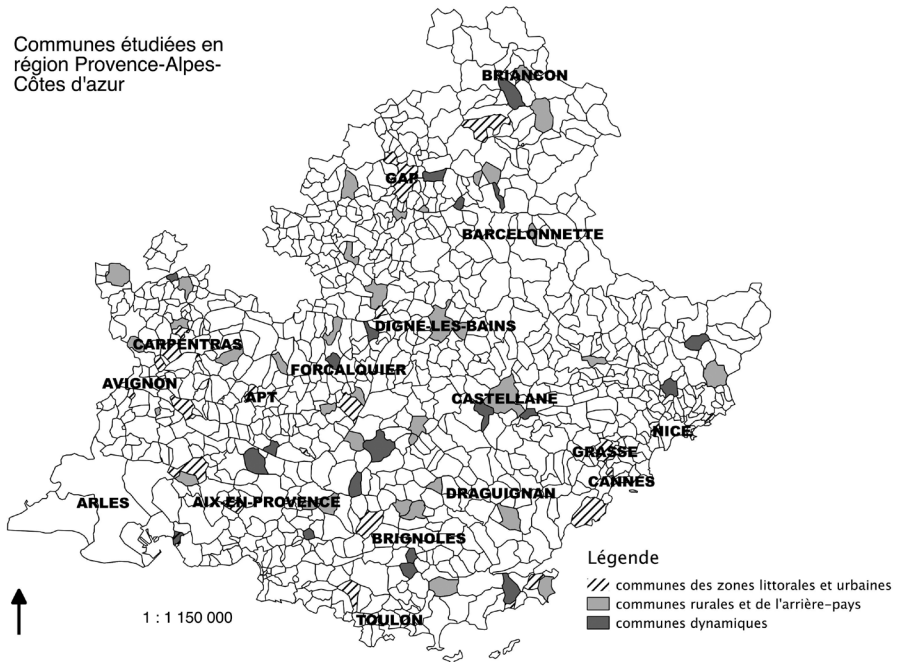 Communes étudiées en
région Provence-Alpes-
Côtes d'azur
BRIANCON
GAP
BARCELONNETTE
DIGNE-LES-BAINS
CARPENTRAS
FORCALQUIER
AVIGNON
APT
CASTELLANE
NICE
GRASSE
CANNES
DRAGUIGNAN
ARLES
AIX-EN-PROVENCE
BRIGNOLES
Légende
communes des zones littorales et urbaines
communes rurales et de l'arrière-pays
communes dynamiques
1 : 1 150 000
TOULON